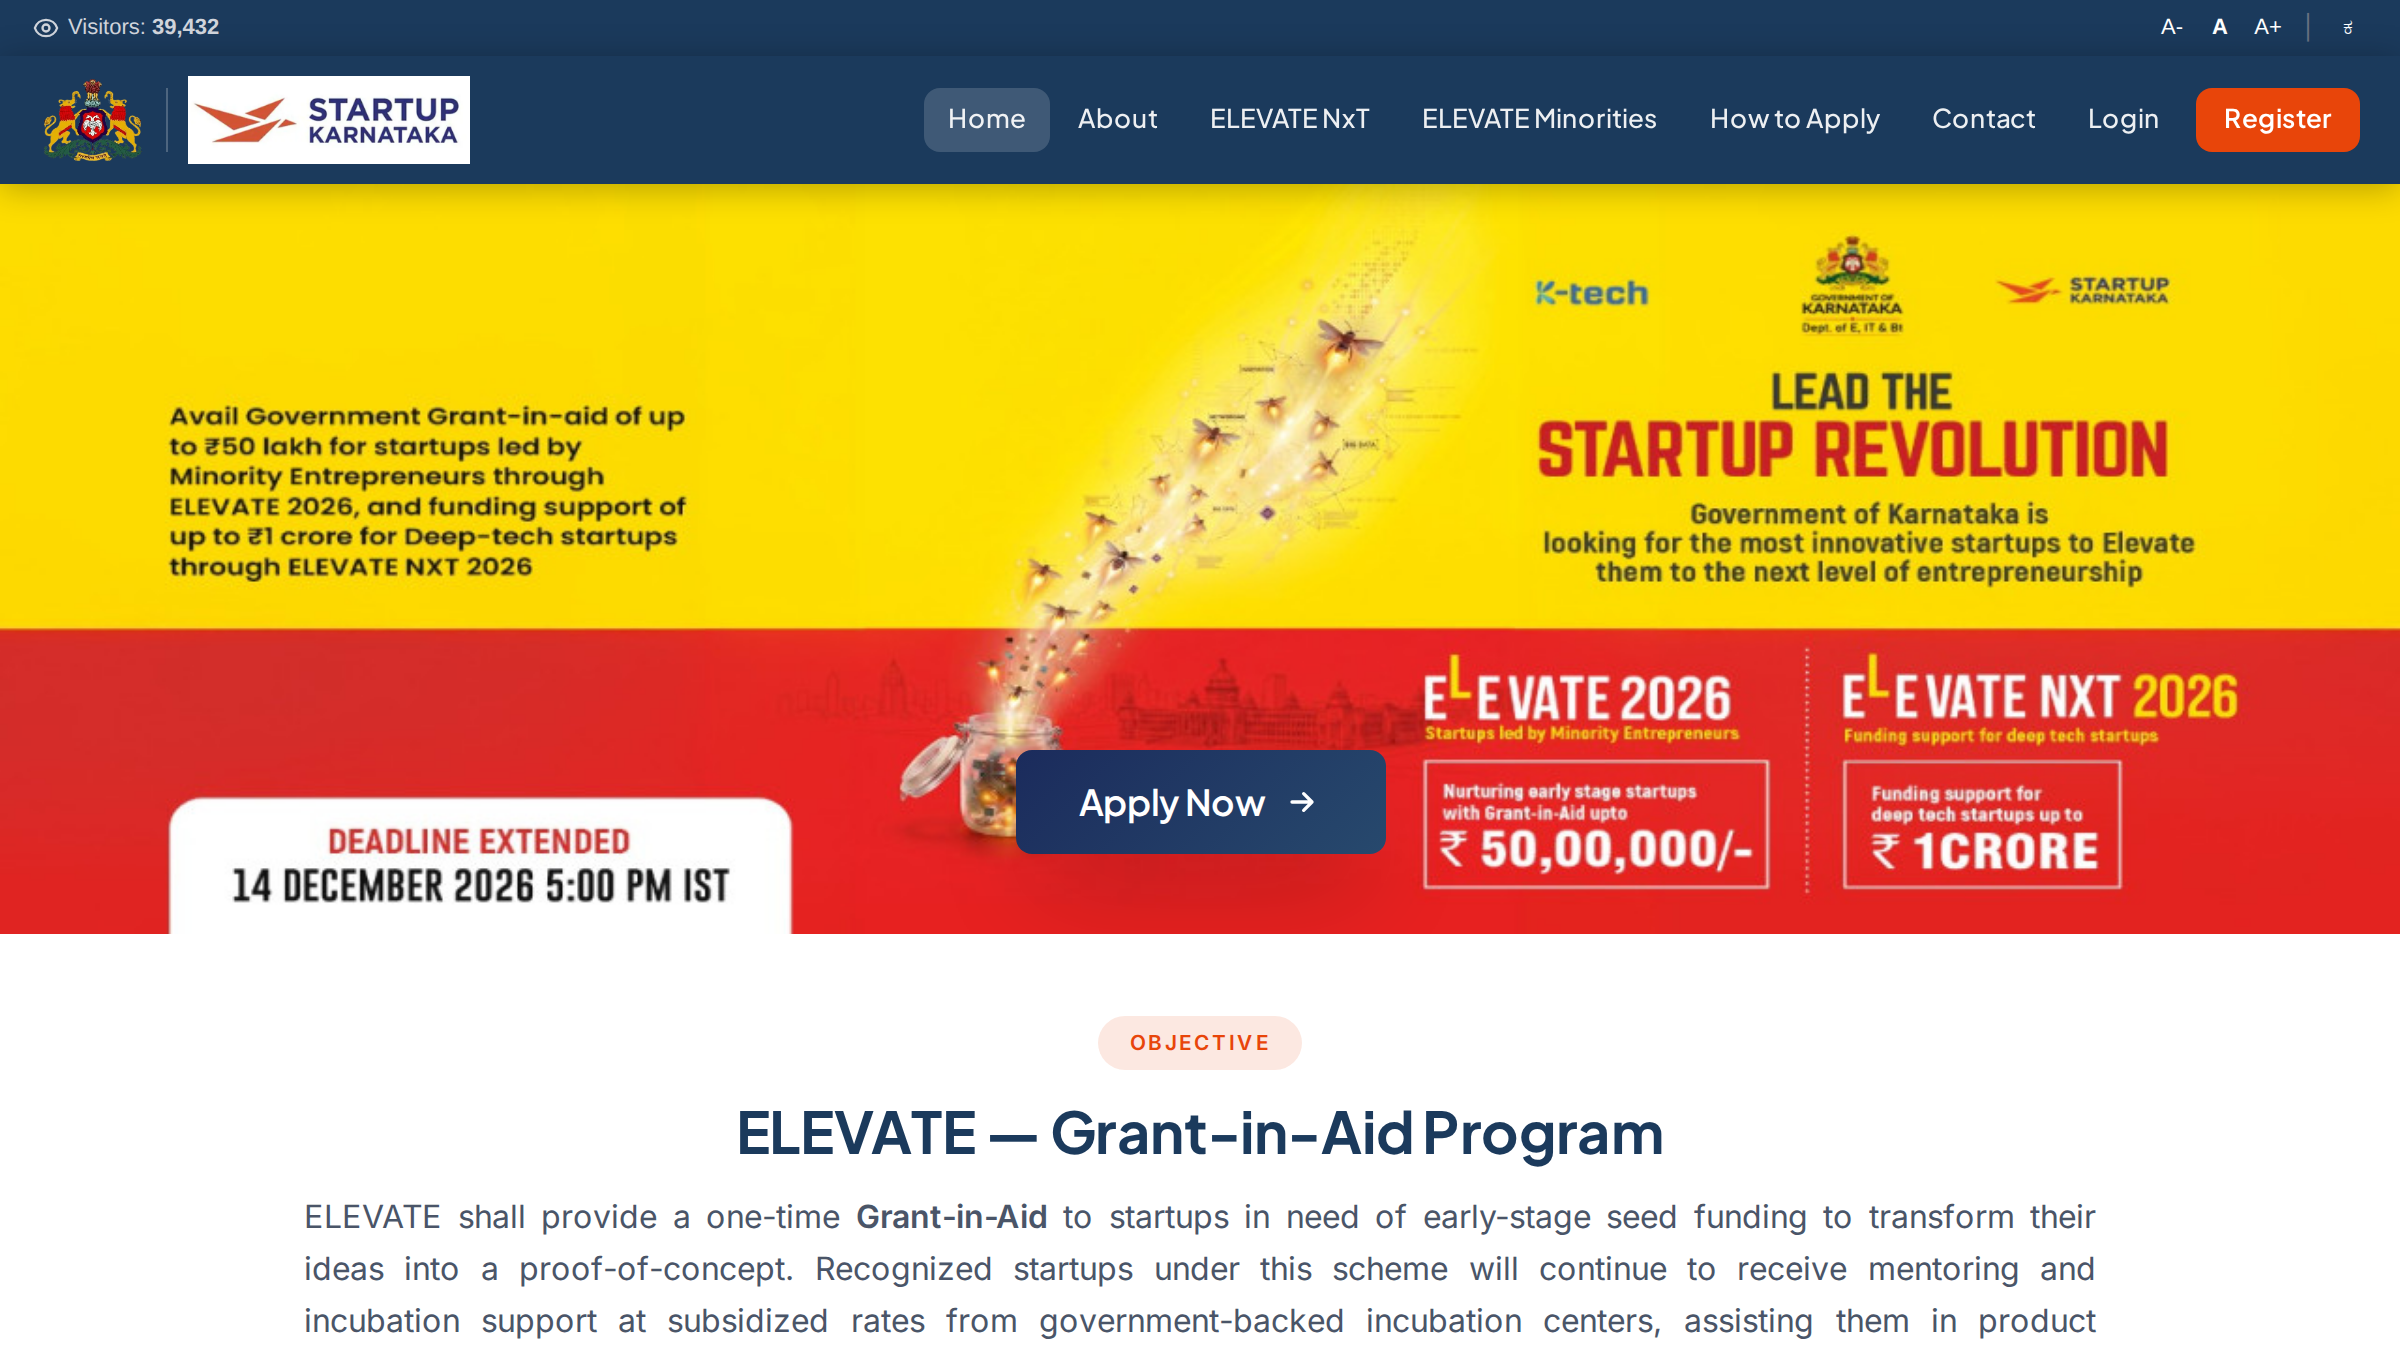 Visitors: 39,432
A- A A+ ಕ
STARTUP
KARNATAKA
Home About ELEVATE NxT ELEVATE Minorities How to Apply Contact Login Register
K-tech
GOVERNMENT OF
KARNATAKA
Dept. of E, IT & Bt
STARTUP
KARNATAKA
Avail Government Grant-in-aid of up
to ₹50 lakh for startups led by
Minority Entrepreneurs through
ELEVATE 2026, and funding support of
up to ₹1 crore for Deep-tech startups
through ELEVATE NXT 2026
BIG DATA
LEAD THE
STARTUP REVOLUTION
Government of Karnataka is
looking for the most innovative startups to Elevate
them to the next level of entrepreneurship
ELEVATE 2026
Startups led by Minority Entrepreneurs
Nurturing early stage startups
with Grant-in-Aid upto
₹ 50,00,000/-
ELEVATE NXT 2026
Funding support for deep tech startups
Funding support for
deep tech startups up to
₹ 1CRORE
Apply Now →
DEADLINE EXTENDED
14 DECEMBER 2026 5:00 PM IST
OBJECTIVE
ELEVATE — Grant-in-Aid Program
ELEVATE shall provide a one-time Grant-in-Aid to startups in need of early-stage seed funding to transform their
ideas into a proof-of-concept. Recognized startups under this scheme will continue to receive mentoring and
incubation support at subsidized rates from government-backed incubation centers, assisting them in product